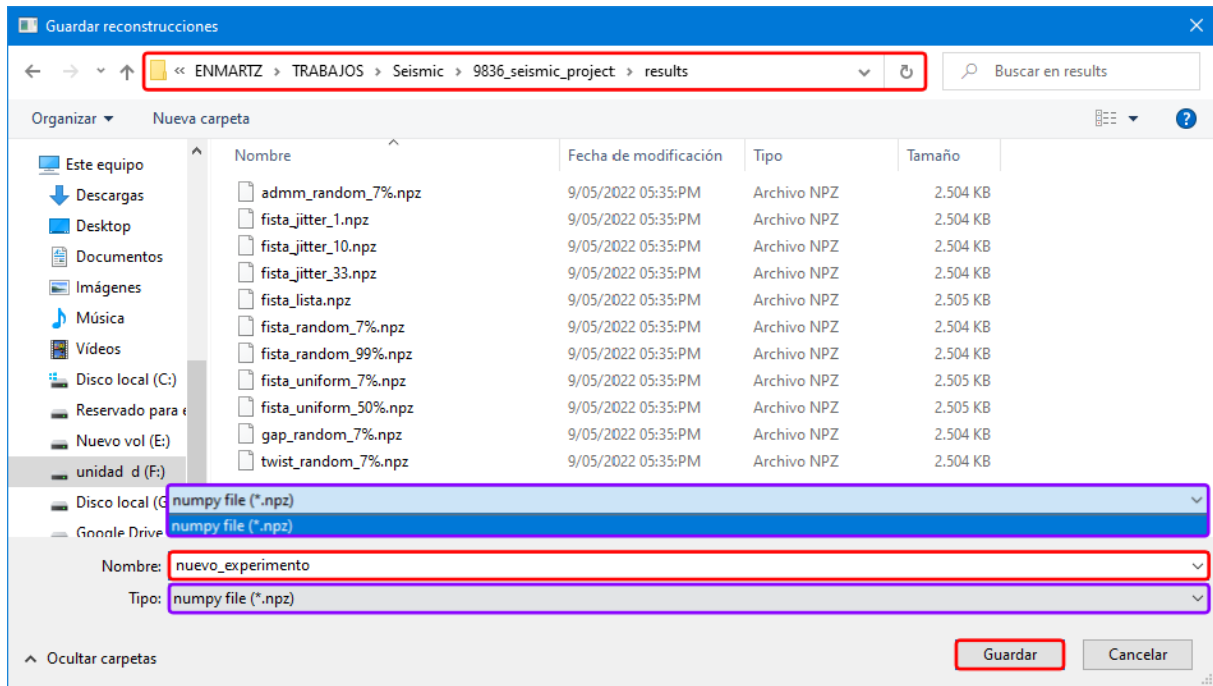 Guardar reconstrucciones
« ENMARTZ > TRABAJOS > Seismic > 9836_seismic_project > results
Buscar en results
Organizar
Nueva carpeta
Este equipo
Descargas
Desktop
Documentos
Imágenes
Música
Vídeos
Disco local (C:)
Reservado para e
Nuevo vol (E:)
unidad d (F:)
Disco local (G
Google Drive
Nombre Fecha de modificación Tipo Tamaño
admm_random_7%.npz 9/05/2022 05:35:PM Archivo NPZ 2.504 KB
fista_jitter_1.npz 9/05/2022 05:35:PM Archivo NPZ 2.504 KB
fista_jitter_10.npz 9/05/2022 05:35:PM Archivo NPZ 2.504 KB
fista_jitter_33.npz 9/05/2022 05:35:PM Archivo NPZ 2.504 KB
fista_lista.npz 9/05/2022 05:35:PM Archivo NPZ 2.505 KB
fista_random_7%.npz 9/05/2022 05:35:PM Archivo NPZ 2.504 KB
fista_random_99%.npz 9/05/2022 05:35:PM Archivo NPZ 2.504 KB
fista_uniform_7%.npz 9/05/2022 05:35:PM Archivo NPZ 2.505 KB
fista_uniform_50%.npz 9/05/2022 05:35:PM Archivo NPZ 2.505 KB
gap_random_7%.npz 9/05/2022 05:35:PM Archivo NPZ 2.504 KB
twist_random_7%.npz 9/05/2022 05:35:PM Archivo NPZ 2.504 KB
numpy file (*.npz)
numpy file (*.npz)
Nombre: nuevo_experimento
Tipo: numpy file (*.npz)
Ocultar carpetas
Guardar
Cancelar